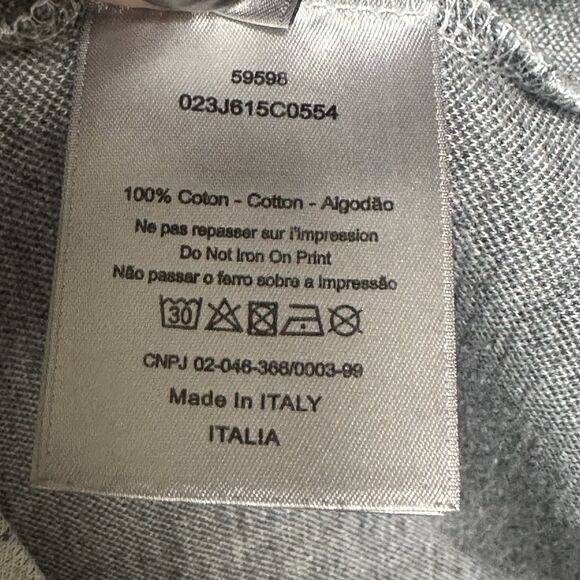 59598
023J615C0554
100% Coton - Cotton - Algodão
Ne pas repasser sur l'impression
Do Not Iron On Print
Não passar o ferro sobre a Impressão
30
CNPJ 02-046-366/0003-99
Made In ITALY
ITALIA